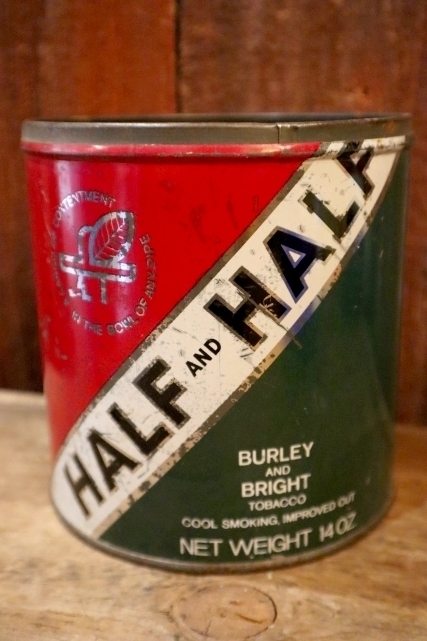 CONTENTMENT
IN THE BOWL OF ANY PIPE
HALF AND HALF
BURLEY
AND
BRIGHT
TOBACCO
COOL SMOKING, IMPROVED CUT
NET WEIGHT 14 OZ.